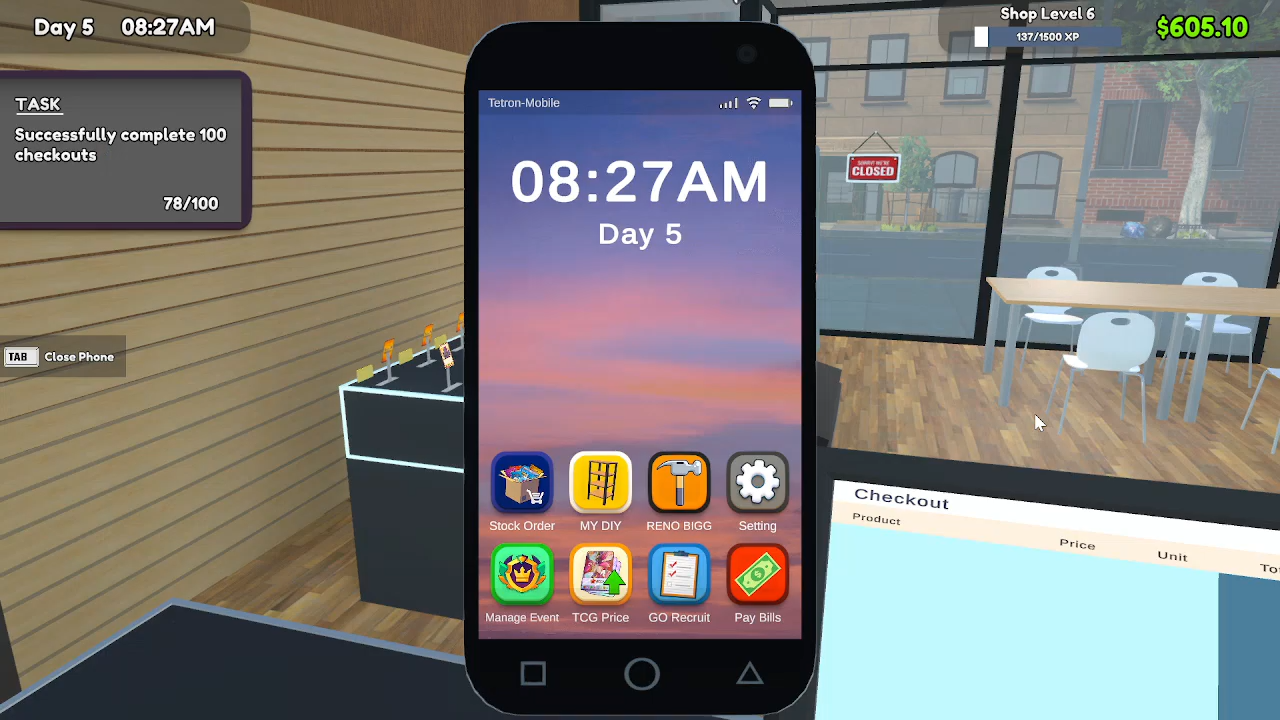 Day 5 08:27AM
Shop Level 6
137/1500 XP
$605.10
TASK
Successfully complete 100
checkouts
78/100
TAB Close Phone
Tetron-Mobile
08:27AM
Day 5
Stock Order
MY DIY
RENO BIGG
Setting
Manage Event
TCG Price
GO Recruit
Pay Bills
CLOSED
Checkout
Product
Price
Unit
To